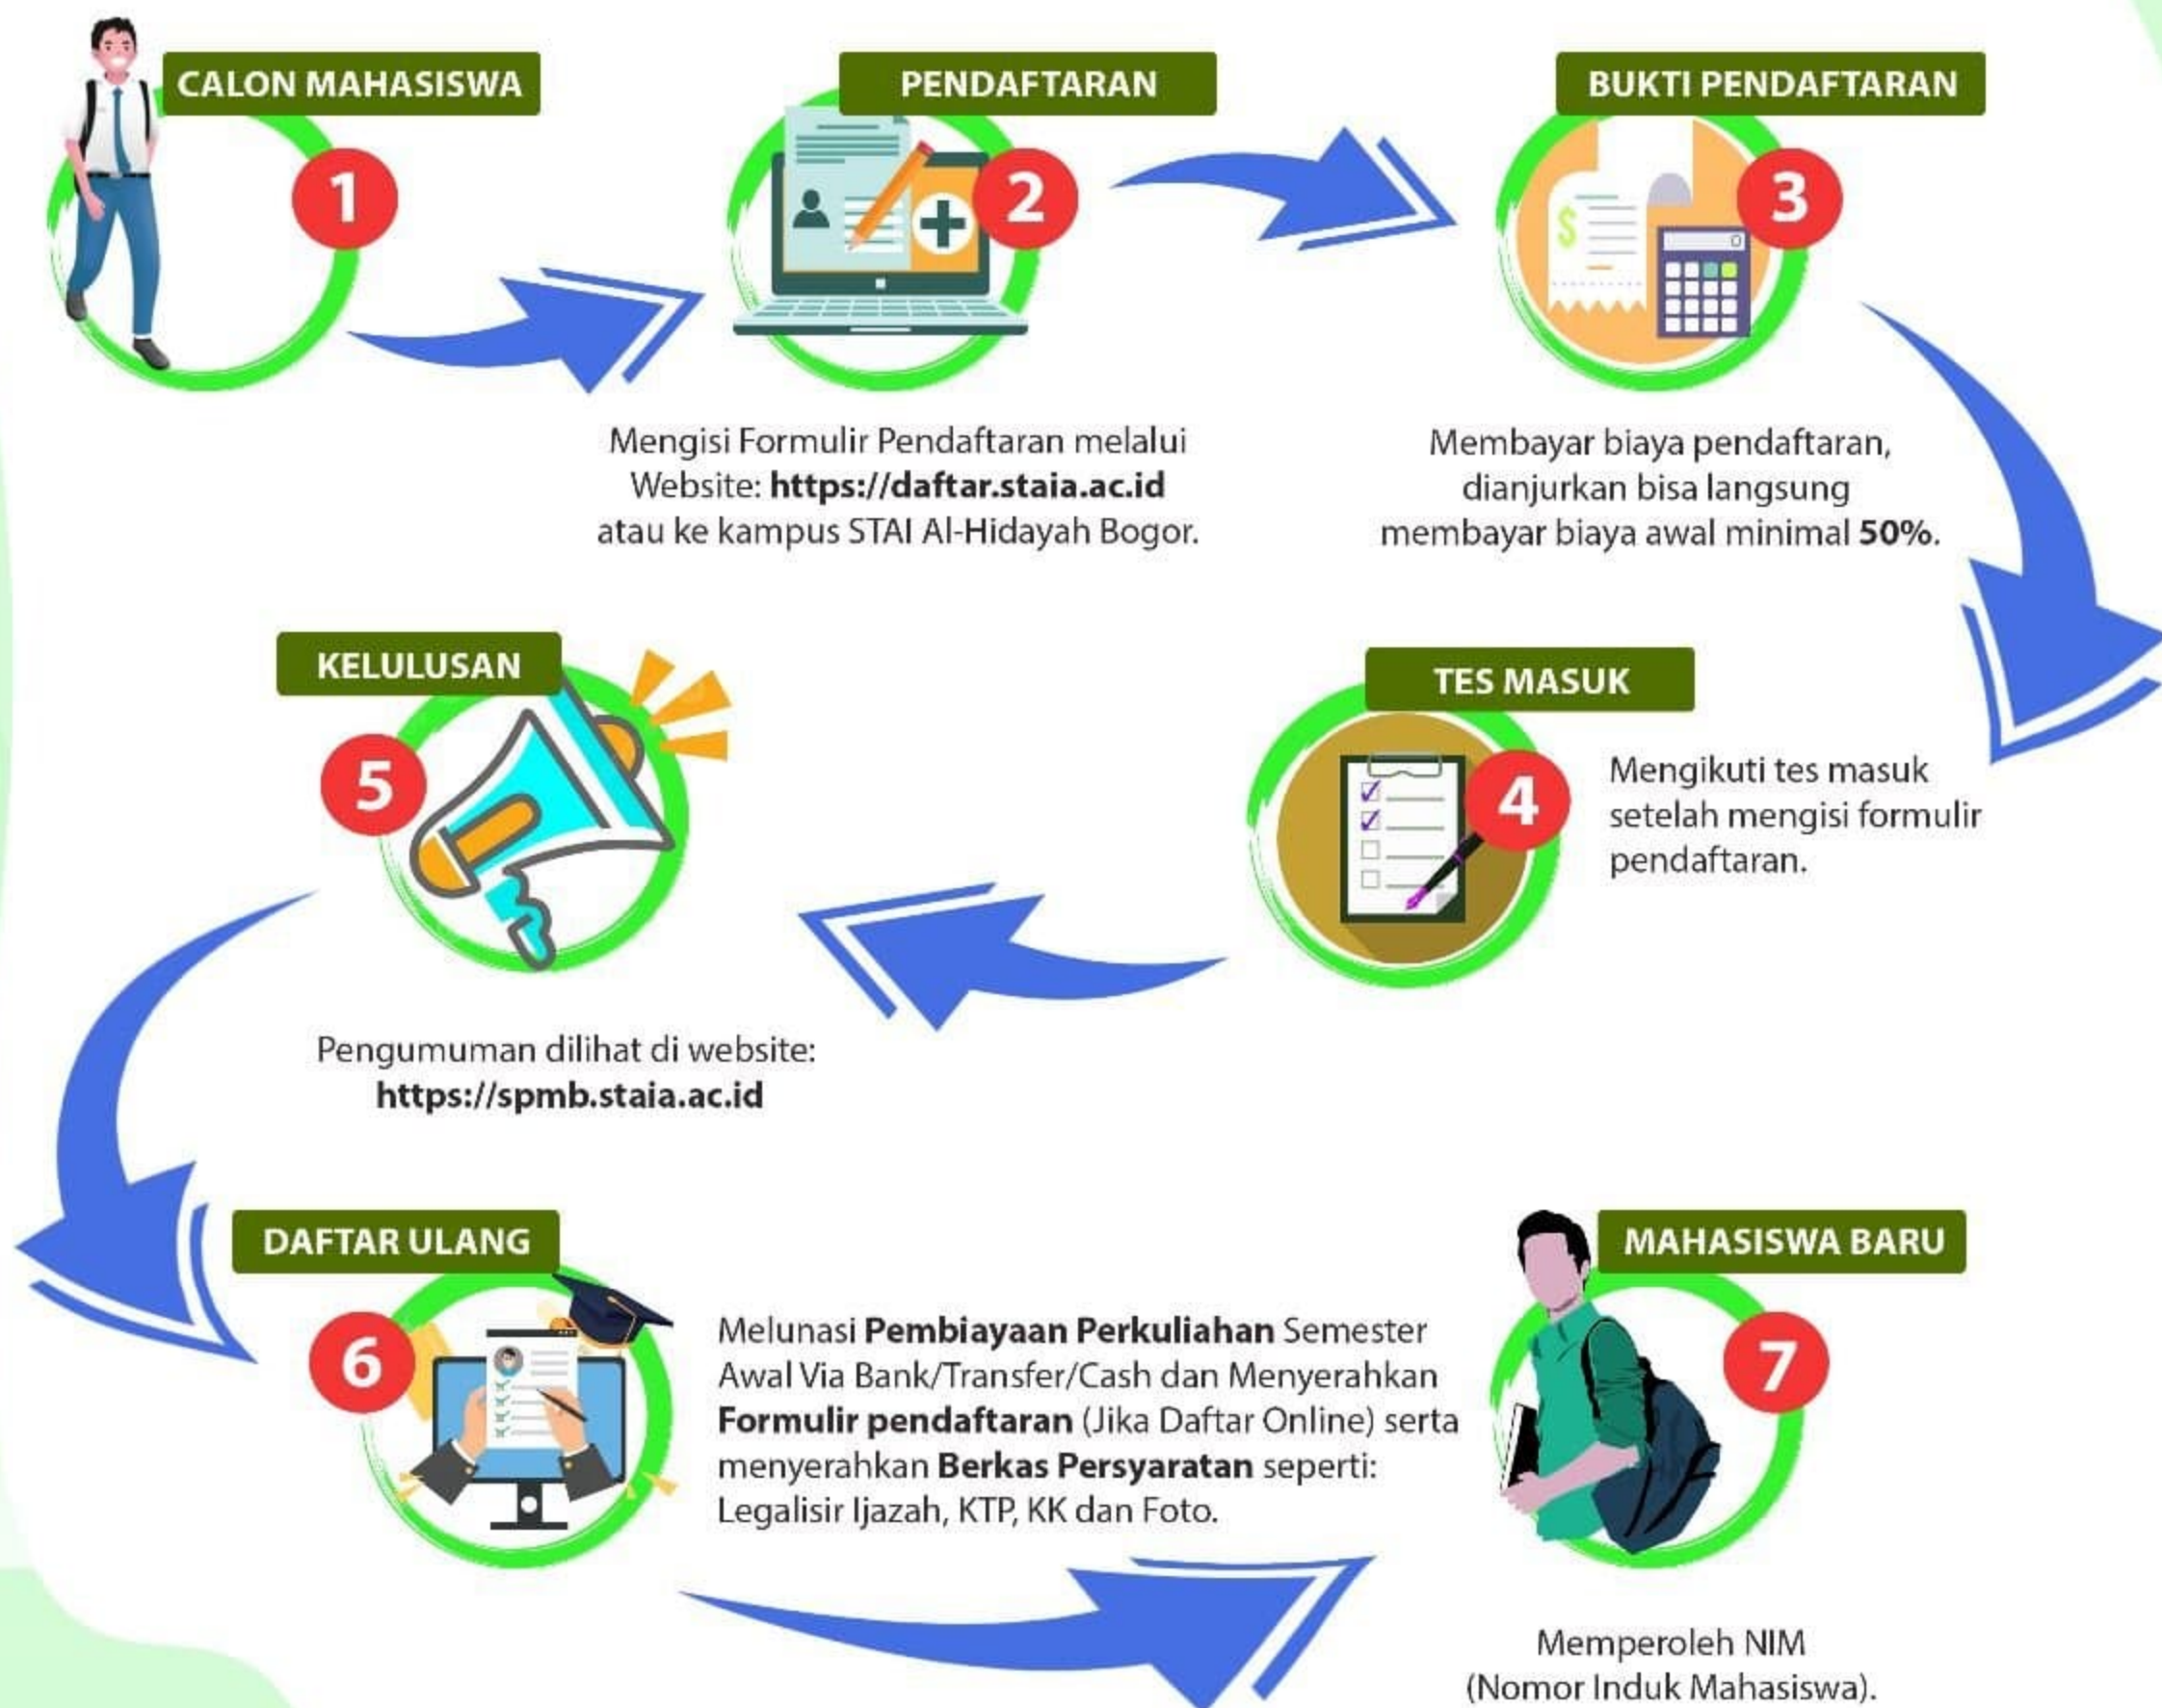 CALON MAHASISWA
1
PENDAFTARAN
2
Mengisi Formulir Pendaftaran melalui
Website: https://daftar.staia.ac.id
atau ke kampus STAI Al-Hidayah Bogor.
BUKTI PENDAFTARAN
3
$
0
Membayar biaya pendaftaran,
dianjurkan bisa langsung
membayar biaya awal minimal 50%.
TES MASUK
4
Mengikuti tes masuk
setelah mengisi formulir
pendaftaran.
KELULUSAN
5
Pengumuman dilihat di website:
https://spmb.staia.ac.id
DAFTAR ULANG
6
Melunasi Pembiayaan Perkuliahan Semester
Awal Via Bank/Transfer/Cash dan Menyerahkan
Formulir pendaftaran (Jika Daftar Online) serta
menyerahkan Berkas Persyaratan seperti:
Legalisir Ijazah, KTP, KK dan Foto.
MAHASISWA BARU
7
Memperoleh NIM
(Nomor Induk Mahasiswa).